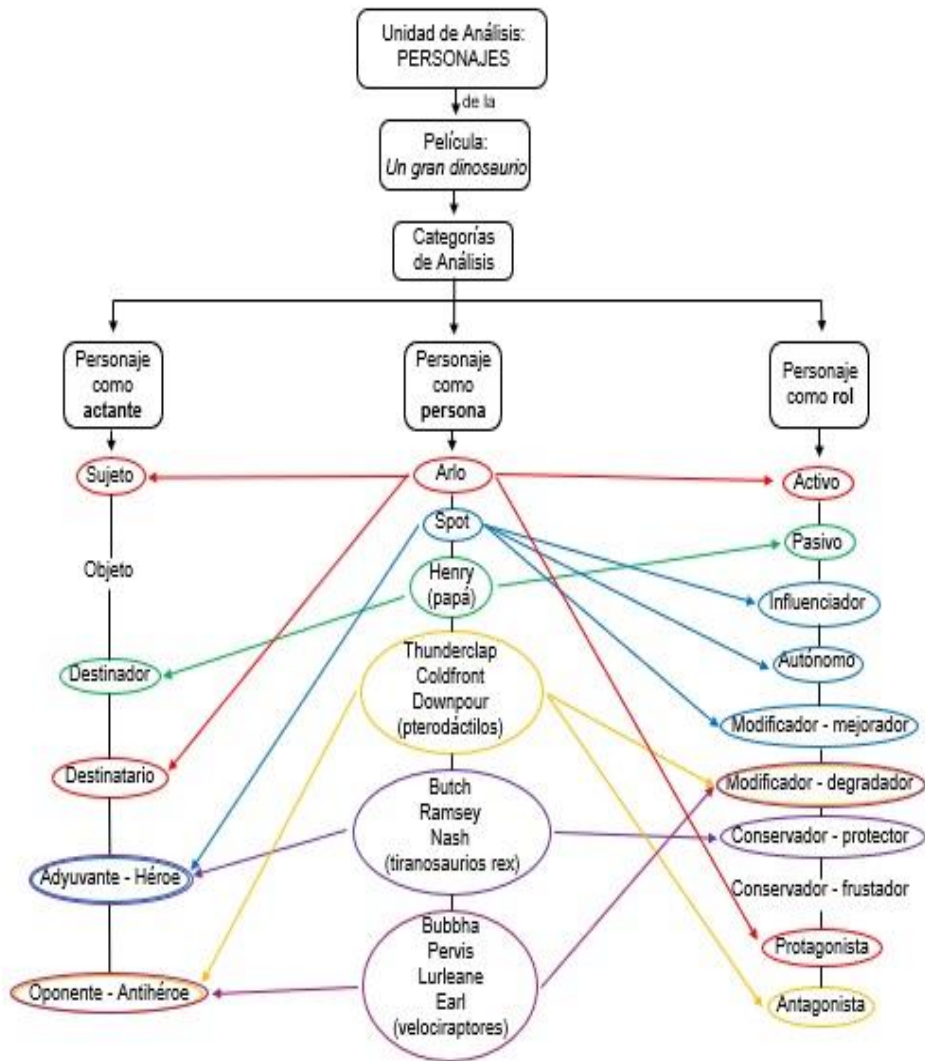 Unidad de Análisis:
PERSONAJES
de la
Película:
Un gran dinosaurio
Categorías
de Análisis
Personaje
como
actante
Personaje
como
persona
Personaje
como rol
Sujeto
Objeto
Destinador
Destinatario
Adyuvante - Héroe
Oponente - Antihéroe
Arlo
Spot
Henry
(papá)
Thunderclap
Coldfront
Downpour
(pterodáctilos)
Butch
Ramsey
Nash
(tiranosaurios rex)
Bubbha
Pervis
Lurleane
Earl
(velociraptores)
Activo
Pasivo
Influenciador
Autónomo
Modificador - mejorador
Modificador - degradador
Conservador - protector
Conservador - frustador
Protagonista
Antagonista